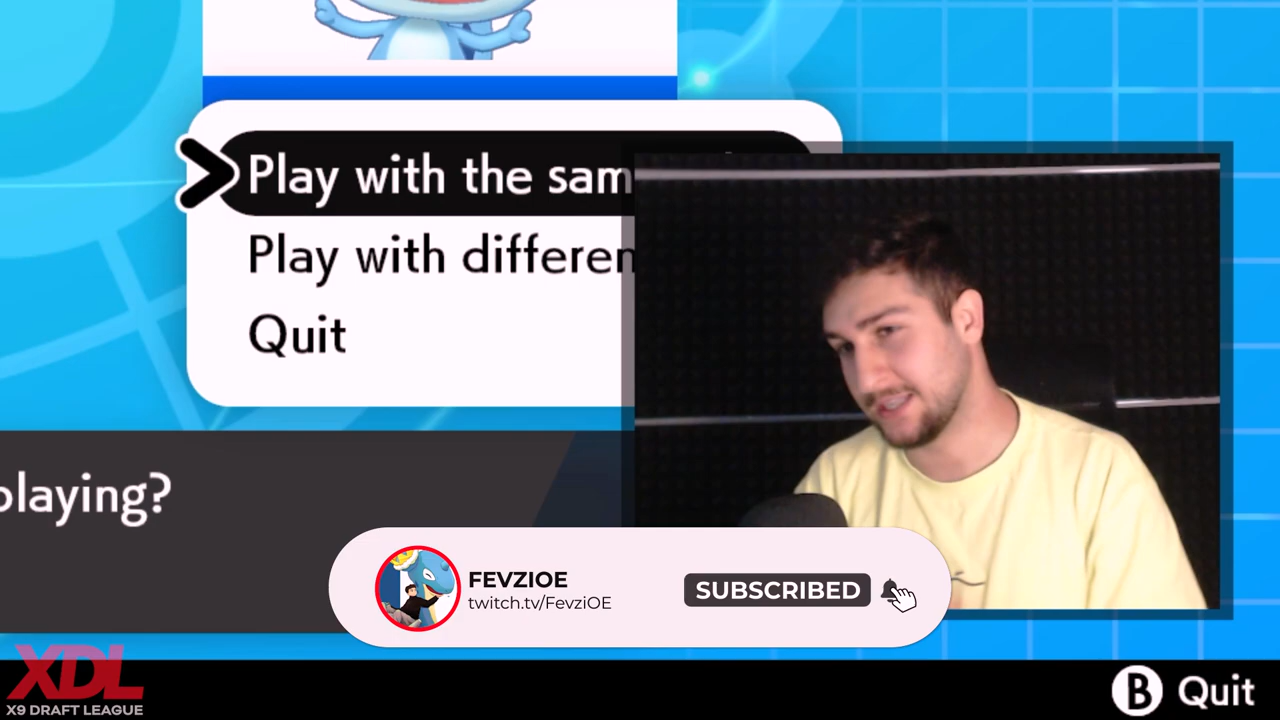 Play with the sam
Play with differen
Quit
playing?
FEVZIOE
twitch.tv/FevziOE
SUBSCRIBED
XDL
X9 DRAFT LEAGUE
B Quit